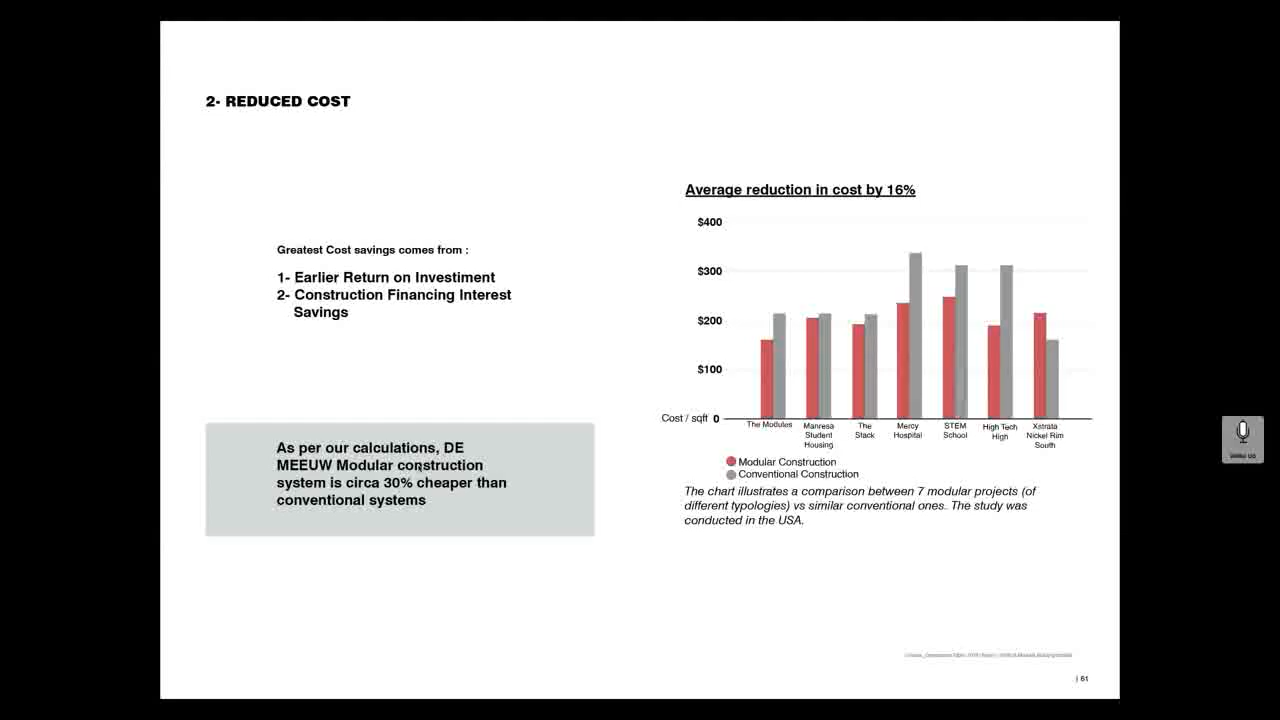 2- REDUCED COST
Greatest Cost savings comes from :
1- Earlier Return on Investiment
2- Construction Financing Interest
Savings
As per our calculations, DE
MEEUW Modular construction
system is circa 30% cheaper than
conventional systems
Average reduction in cost by 16%
$400
$300
$200
$100
Cost / sqft 0
The Modules
Manresa
Student
Housing
The
Stack
Mercy
Hospital
STEM
School
High Tech
High
Xstrata
Nickel Rim
South
Modular Construction
Conventional Construction
The chart illustrates a comparison between 7 modular projects (of
different typologies) vs similar conventional ones. The study was
conducted in the USA.
| 61